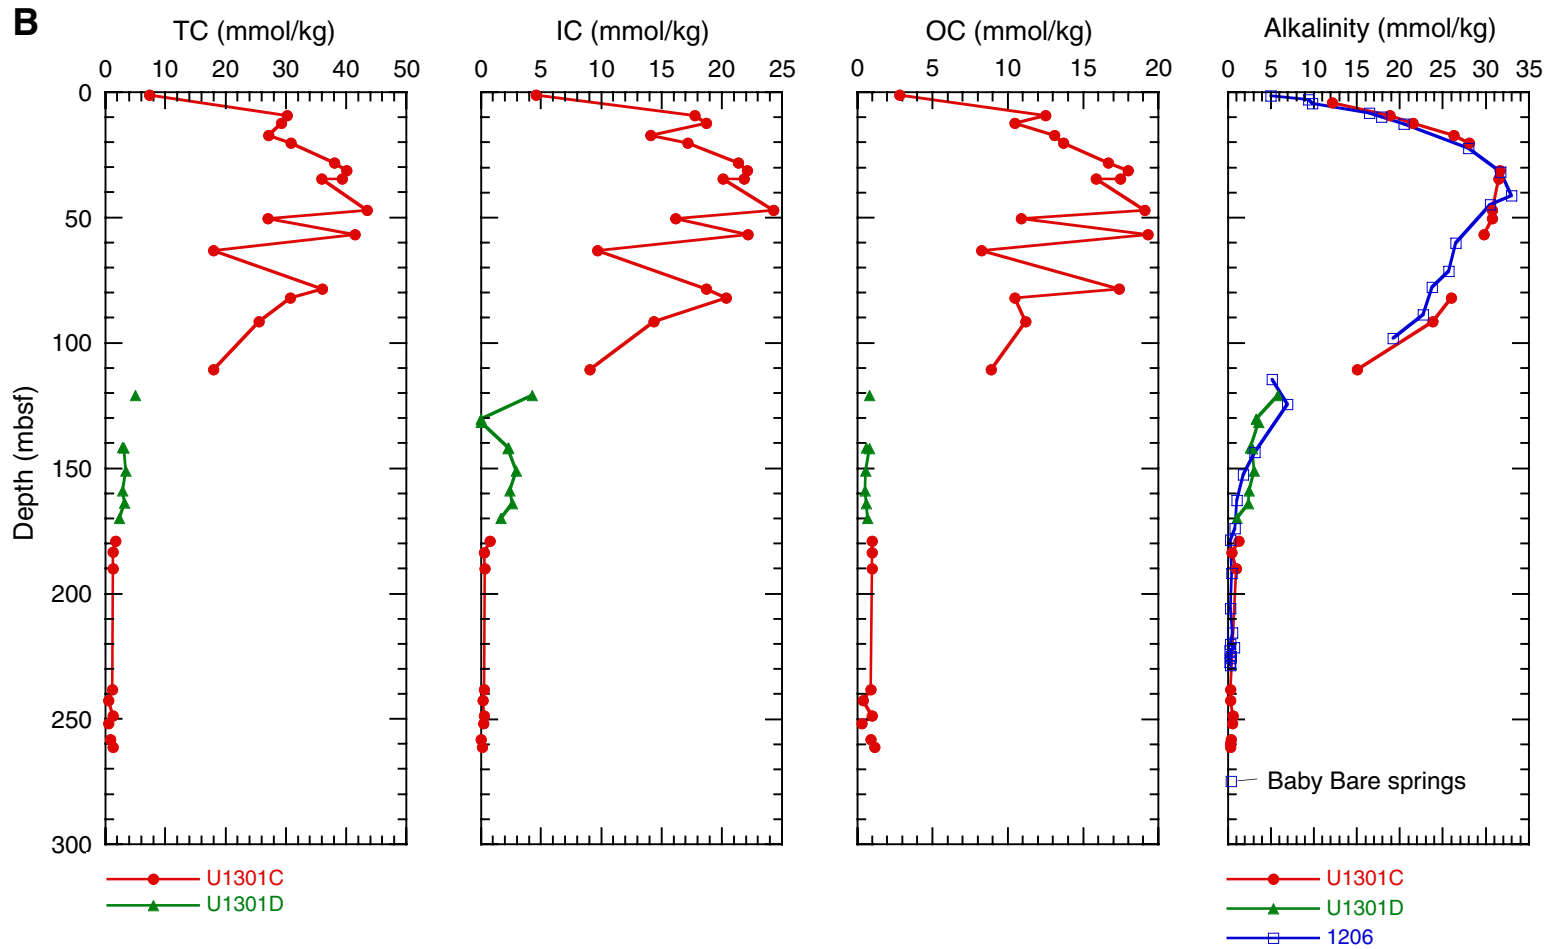 B
TC (mmol/kg)
0 10 20 30 40 50
IC (mmol/kg)
0 5 10 15 20 25
OC (mmol/kg)
0 5 10 15 20
Alkalinity (mmol/kg)
0 5 10 15 20 25 30 35
Depth (mbsf)
0
50
100
150
200
250
300
Baby Bare springs
U1301C
U1301D
U1301C
U1301D
1206